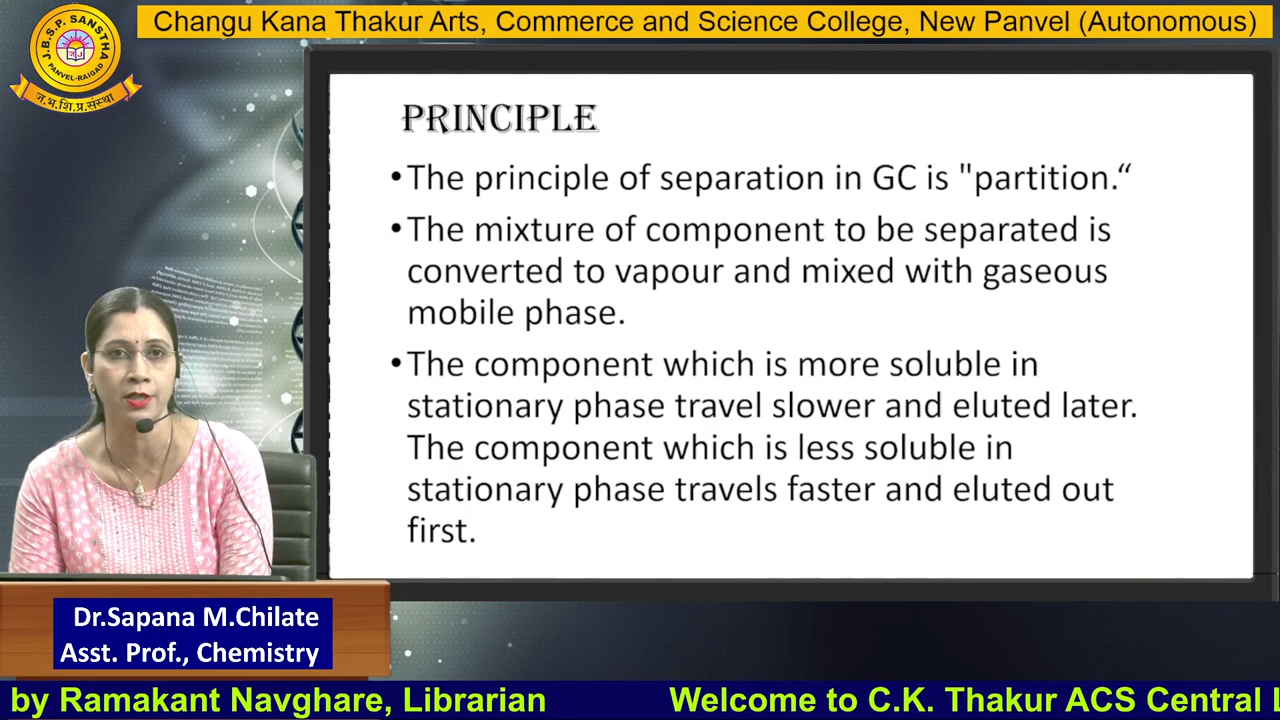 Changu Kana Thakur Arts, Commerce and Science College, New Panvel (Autonomous)
J.B.S.P. SANSTHA
PANVEL-RAIGAD
ज.भ.शि.प्र.संस्था
PRINCIPLE
•The principle of separation in GC is "partition.“
•The mixture of component to be separated is
converted to vapour and mixed with gaseous
mobile phase.
•The component which is more soluble in
stationary phase travel slower and eluted later.
The component which is less soluble in
stationary phase travels faster and eluted out
first.
Dr.Sapana M.Chilate
Asst. Prof., Chemistry
by Ramakant Navghare, Librarian
Welcome to C.K. Thakur ACS Central L